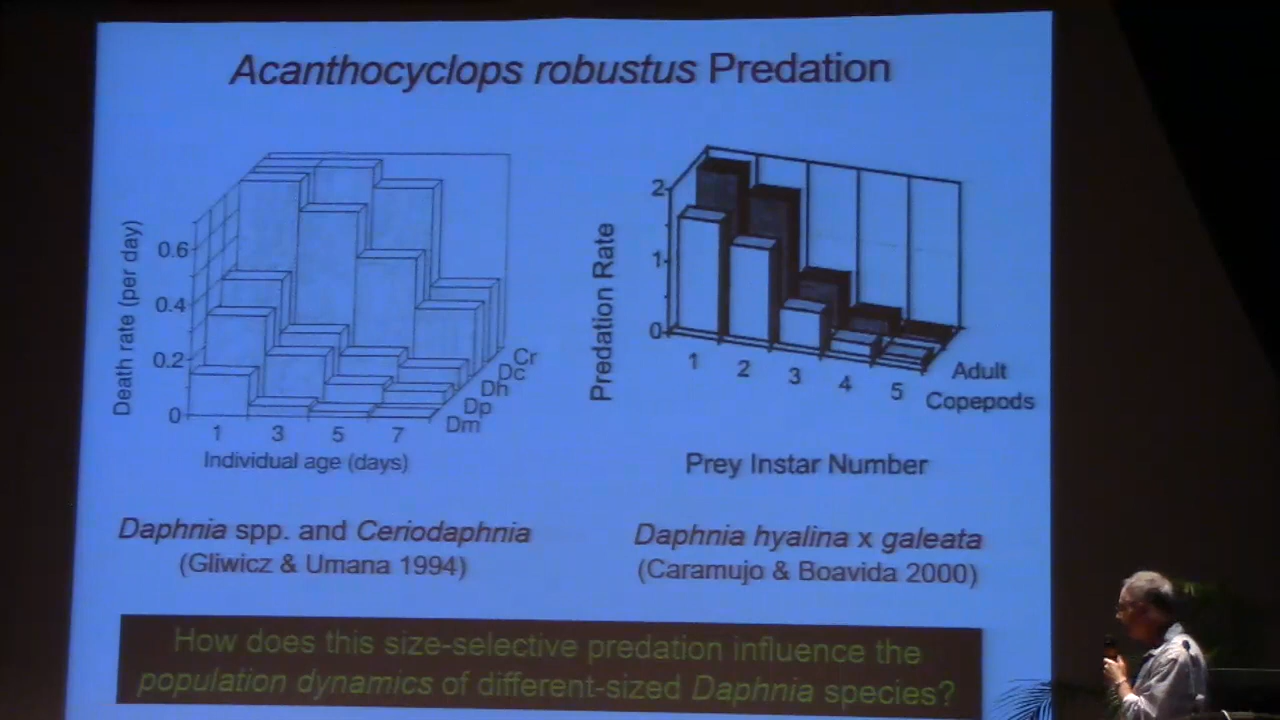 Acanthocyclops robustus Predation
Death rate (per day)
0.6
0.4
0.2
0
1 3 5 7
Individual age (days)
Cr
Dc
Dh
Dp
Dm
Predation Rate
2
1
0
1 2 3 4 5
Adult
Copepods
Prey Instar Number
Daphnia spp. and Ceriodaphnia
(Gliwicz & Umana 1994)
Daphnia hyalina x galeata
(Caramujo & Boavida 2000)
How does this size-selective predation influence the
population dynamics of different-sized Daphnia species?